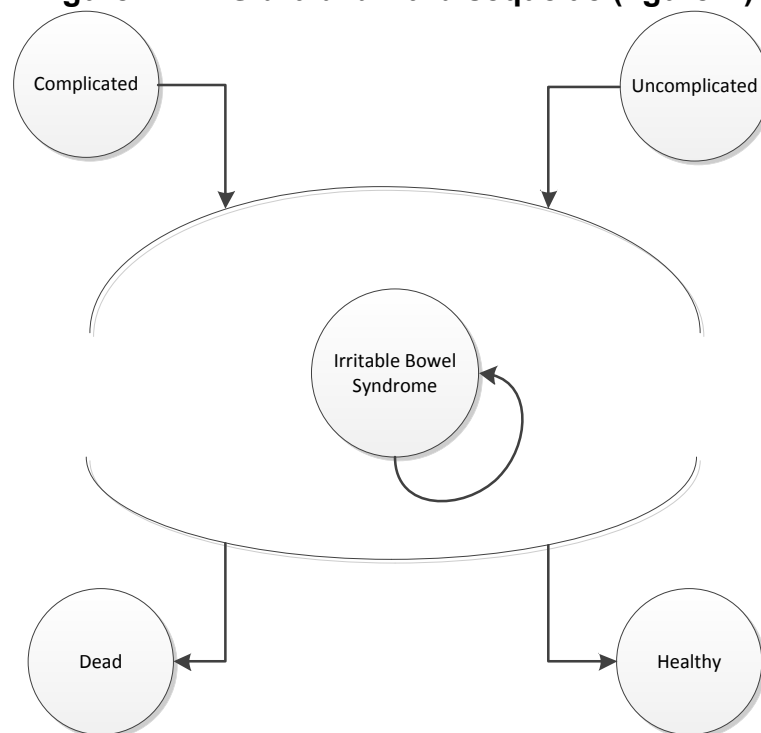 Complicated
Uncomplicated
Irritable Bowel
Syndrome
Dead
Healthy